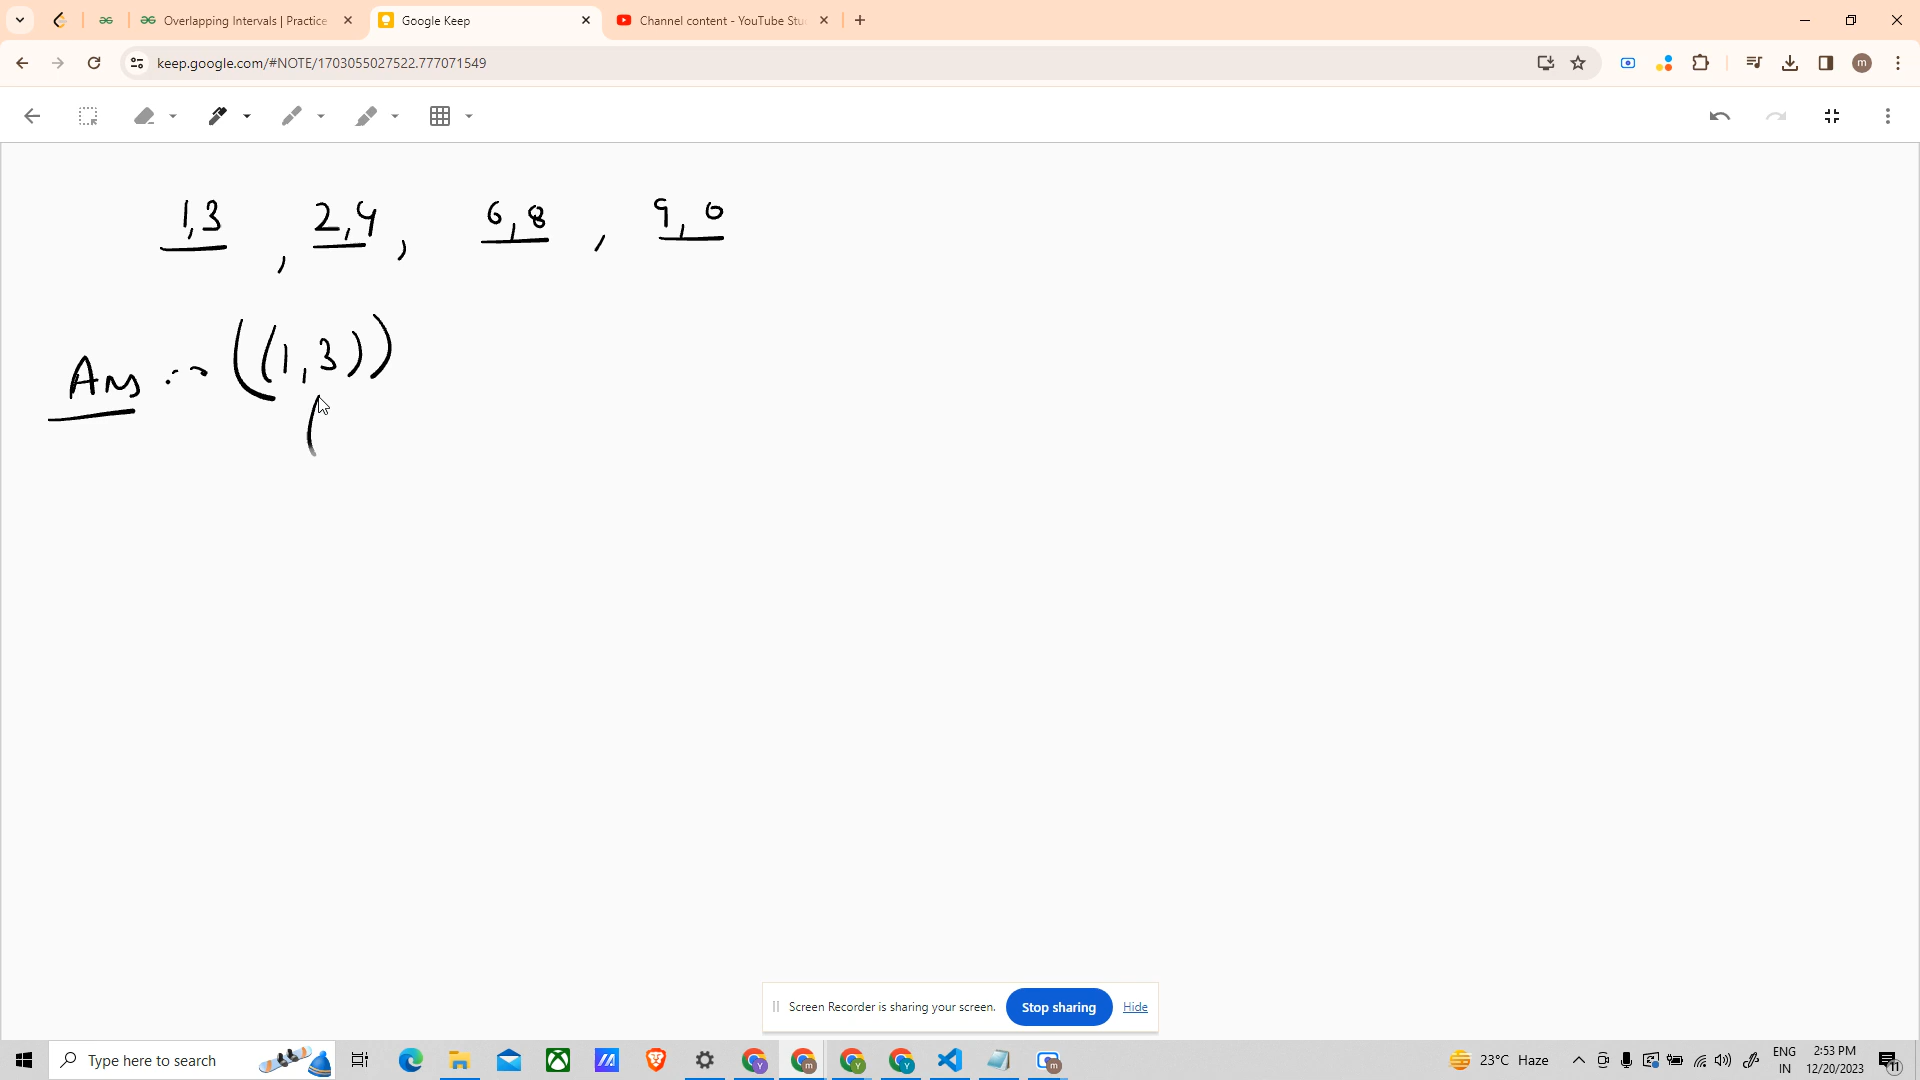 Overlapping Intervals | Practice
Google Keep
Channel content - YouTube Stu
keep.google.com/#NOTE/1703055027522.777071549
m
1,3 , 2,4 , 6,8 , 9,0
Ans :- ((1,3))
(
Screen Recorder is sharing your screen. Stop sharing Hide
Type here to search
23°C Haze
ENG
IN
2:53 PM
12/20/2023
11